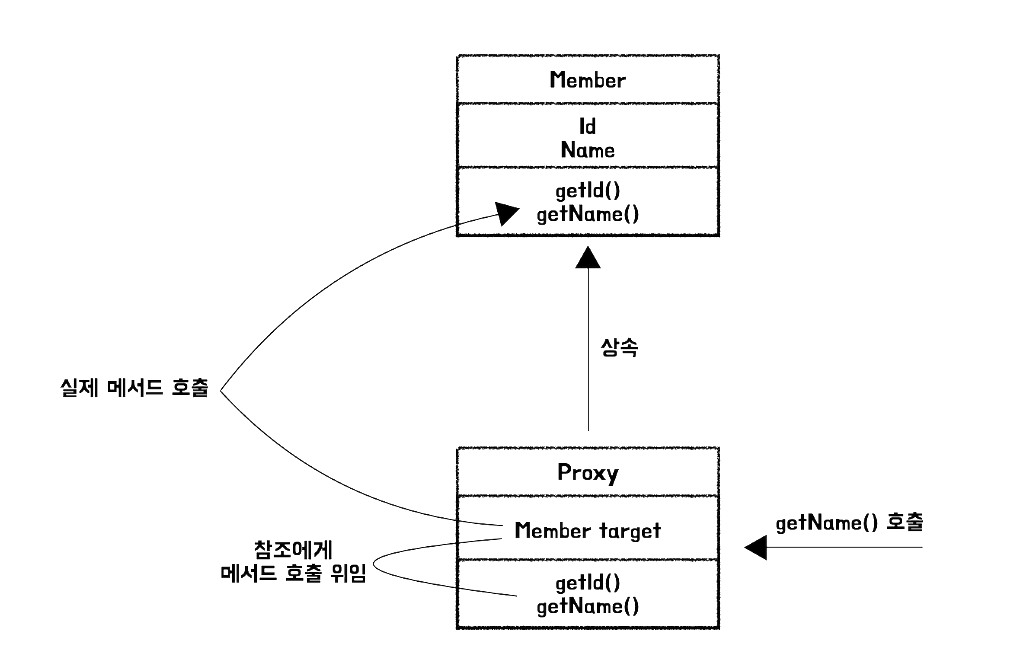 Member
Id
Name
getId()
getName()
상속
실제 메서드 호출
Proxy
Member target
getName() 호출
참조에게
메서드 호출 위임
getId()
getName()